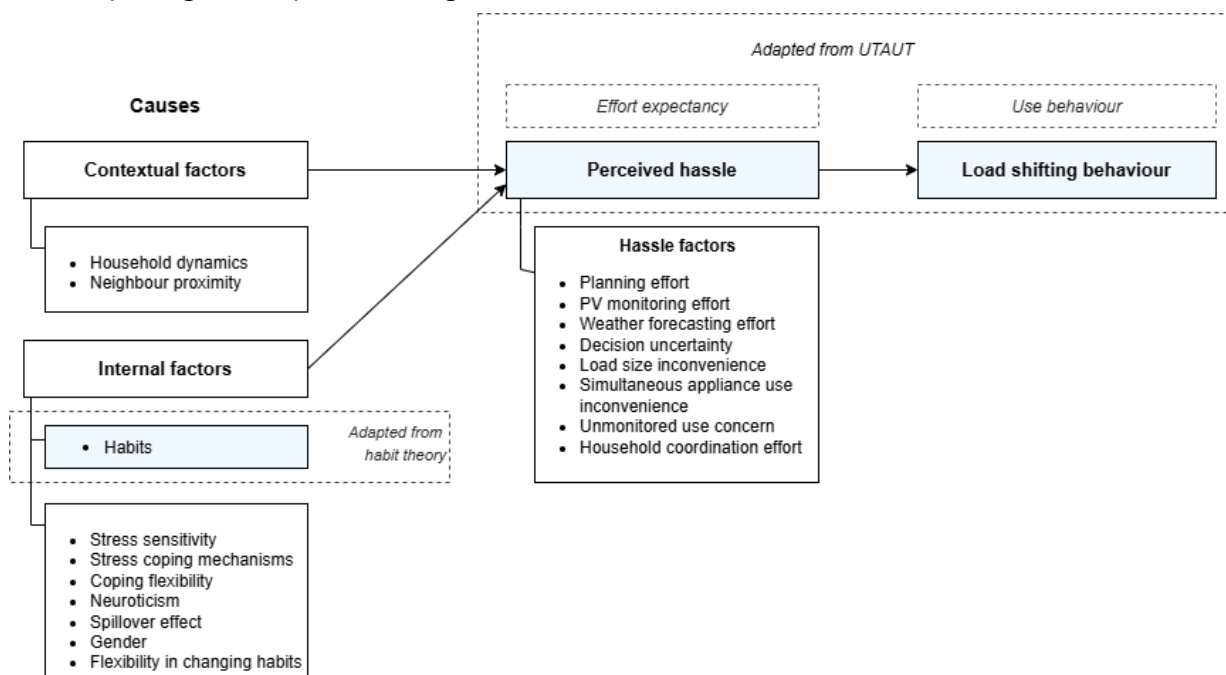 Adapted from UTAUT
Causes
Effort expectancy
Use behaviour
Contextual factors
Perceived hassle
Load shifting behaviour
• Household dynamics
• Neighbour proximity
Hassle factors
• Planning effort
• PV monitoring effort
• Weather forecasting effort
• Decision uncertainty
• Load size inconvenience
• Simultaneous appliance use
inconvenience
• Unmonitored use concern
• Household coordination effort
Internal factors
• Habits
Adapted from
habit theory
• Stress sensitivity
• Stress coping mechanisms
• Coping flexibility
• Neuroticism
• Spillover effect
• Gender
• Flexibility in changing habits